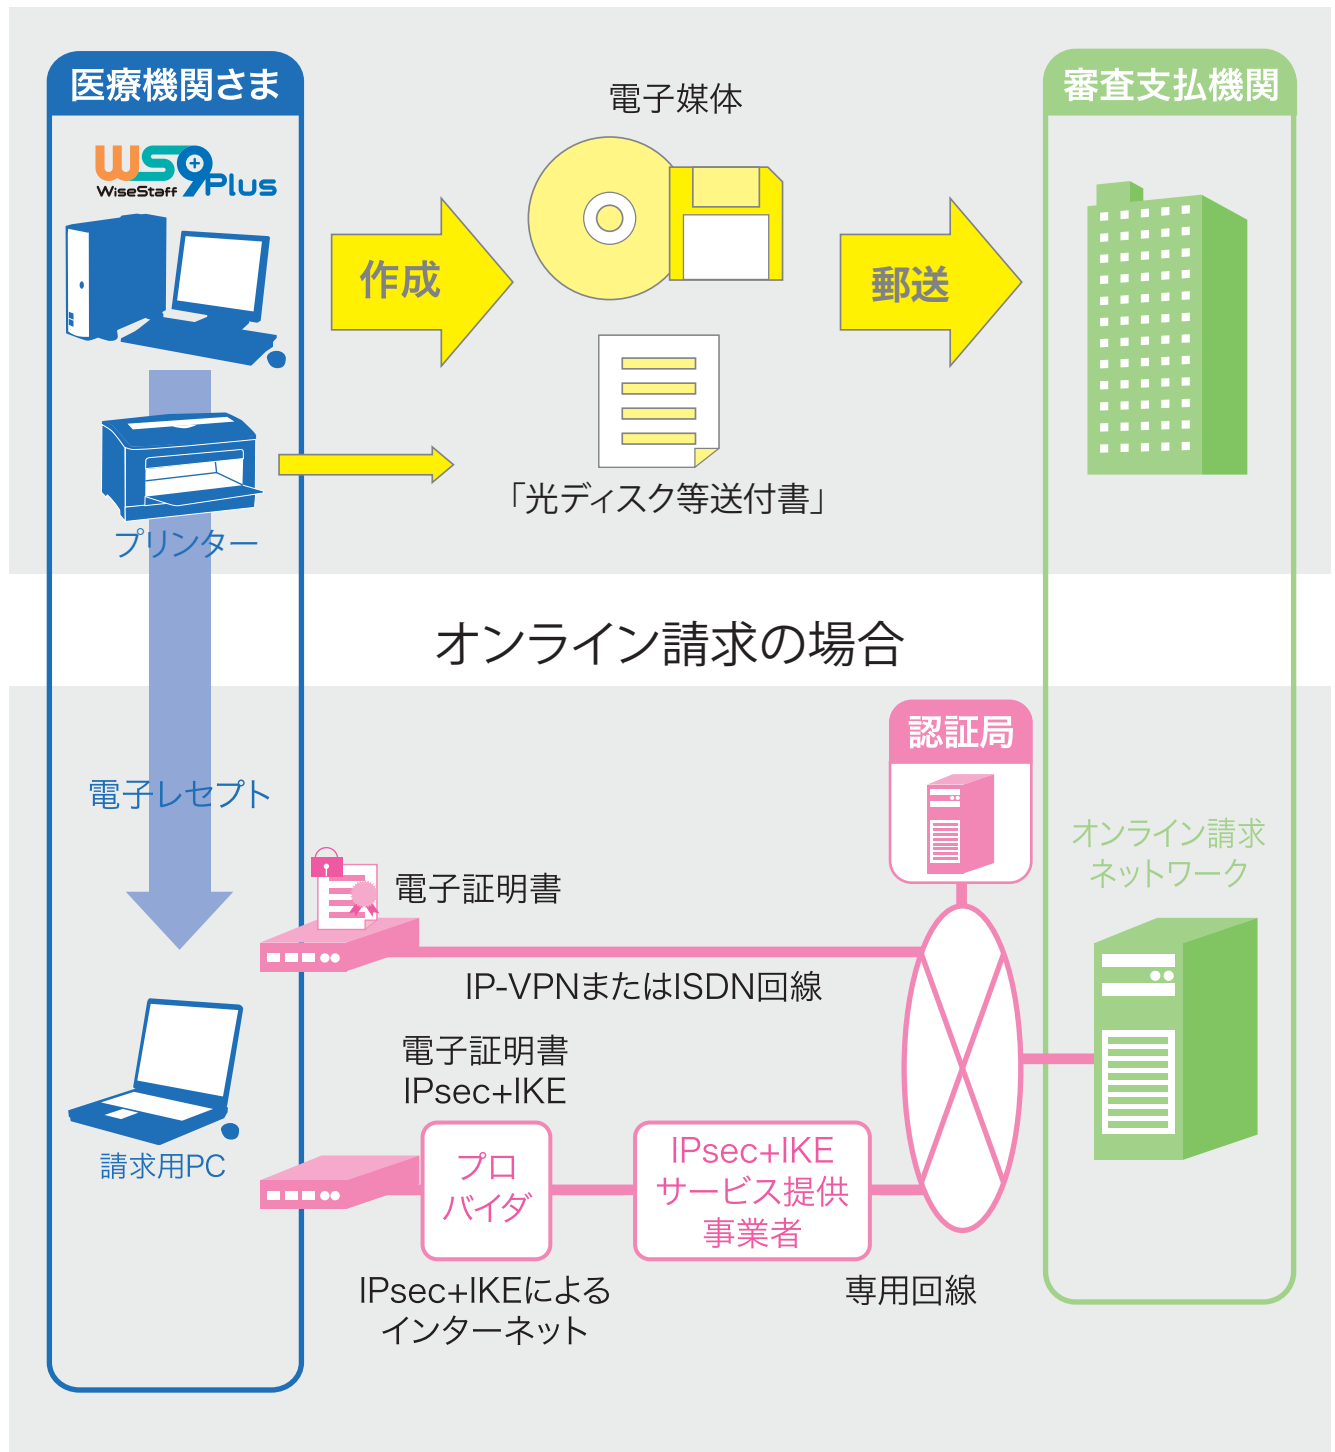 医療機関さま
審査支払機関
電子媒体
WS9Plus
WiseStaff
作成
郵送
「光ディスク等送付書」
プリンター
オンライン請求の場合
認証局
電子レセプト
オンライン請求
ネットワーク
電子証明書
IP-VPNまたはISDN回線
電子証明書
IPsec+IKE
請求用PC
プロ
バイダ
IPsec+IKE
サービス提供
事業者
IPsec+IKEによる
インターネット
専用回線